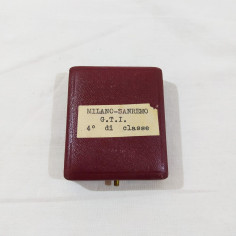 MILANO-SANREMO
G.T.I.
4° di classe